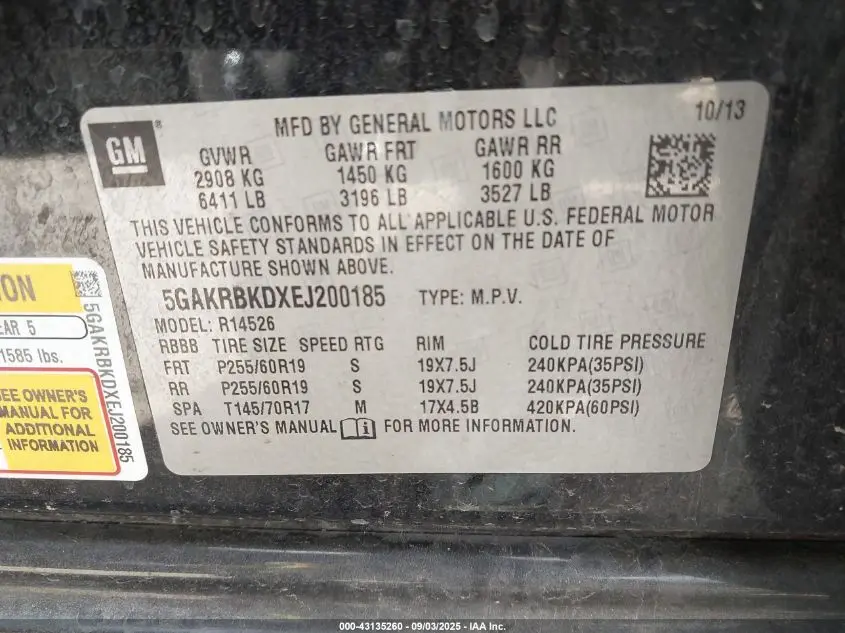 GM
®
MFD BY GENERAL MOTORS LLC
10/13
GVWR GAWR FRT GAWR RR
2908 KG 1450 KG 1600 KG
6411 LB 3196 LB 3527 LB
THIS VEHICLE CONFORMS TO ALL APPLICABLE U.S. FEDERAL MOTOR
VEHICLE SAFETY STANDARDS IN EFFECT ON THE DATE OF
MANUFACTURE SHOWN ABOVE.
5GAKRBKDXEJ200185 TYPE: M.P.V.
MODEL: R14526
RBBB TIRE SIZE SPEED RTG RIM COLD TIRE PRESSURE
FRT P255/60R19 S 19X7.5J 240KPA(35PSI)
RR P255/60R19 S 19X7.5J 240KPA(35PSI)
SPA T145/70R17 M 17X4.5B 420KPA(60PSI)
SEE OWNER'S MANUAL FOR MORE INFORMATION.
ION
EAR 5
1585 lbs.
SEE OWNER'S
MANUAL FOR
ADDITIONAL
INFORMATION
5GAKRBKDXEJ200185
000-43135260 - 09/03/2025 - IAA Inc.